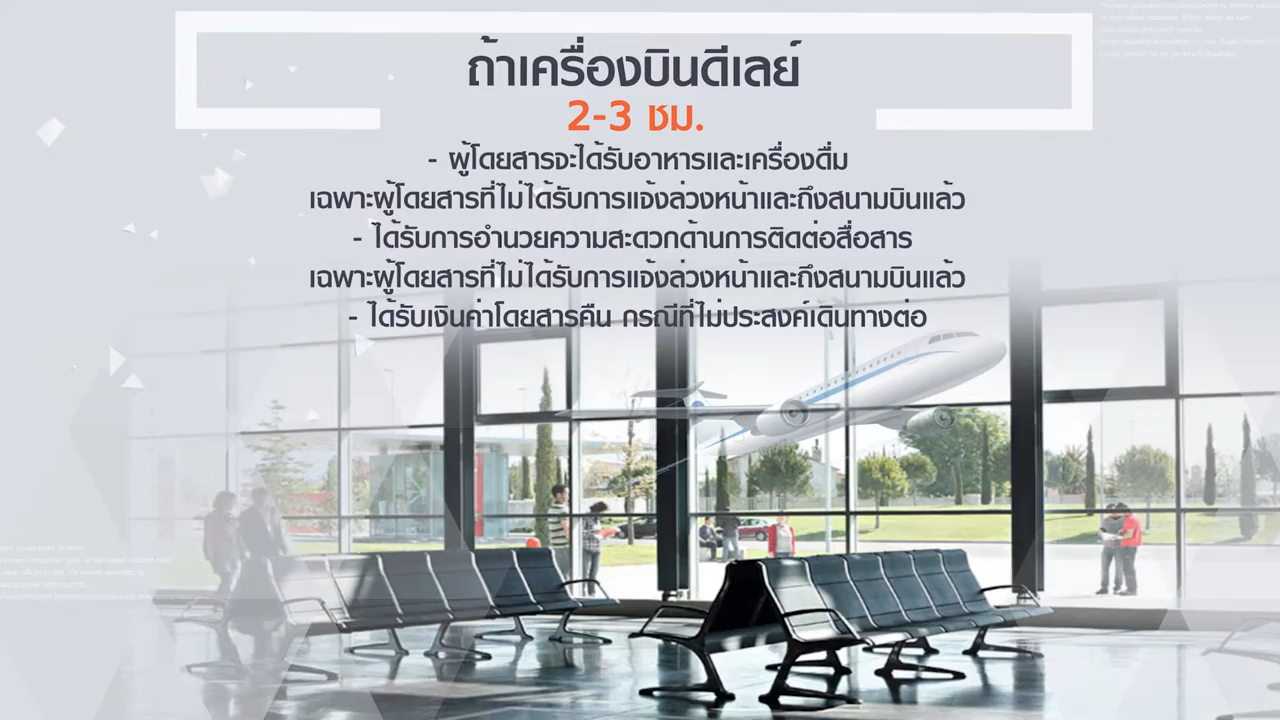 ถ้าเครื่องบินดีเลย์
2-3 ชม.
- ผู้โดยสารจะได้รับอาหารและเครื่องดื่ม
เฉพาะผู้โดยสารที่ไม่ได้รับการแจ้งล่วงหน้าและถึงสนามบินแล้ว
- ได้รับการอำนวยความสะดวกด้านการติดต่อสื่อสาร
เฉพาะผู้โดยสารที่ไม่ได้รับการแจ้งล่วงหน้าและถึงสนามบินแล้ว
- ได้รับเงินค่าโดยสารคืน กรณีที่ไม่ประสงค์เดินทางต่อ